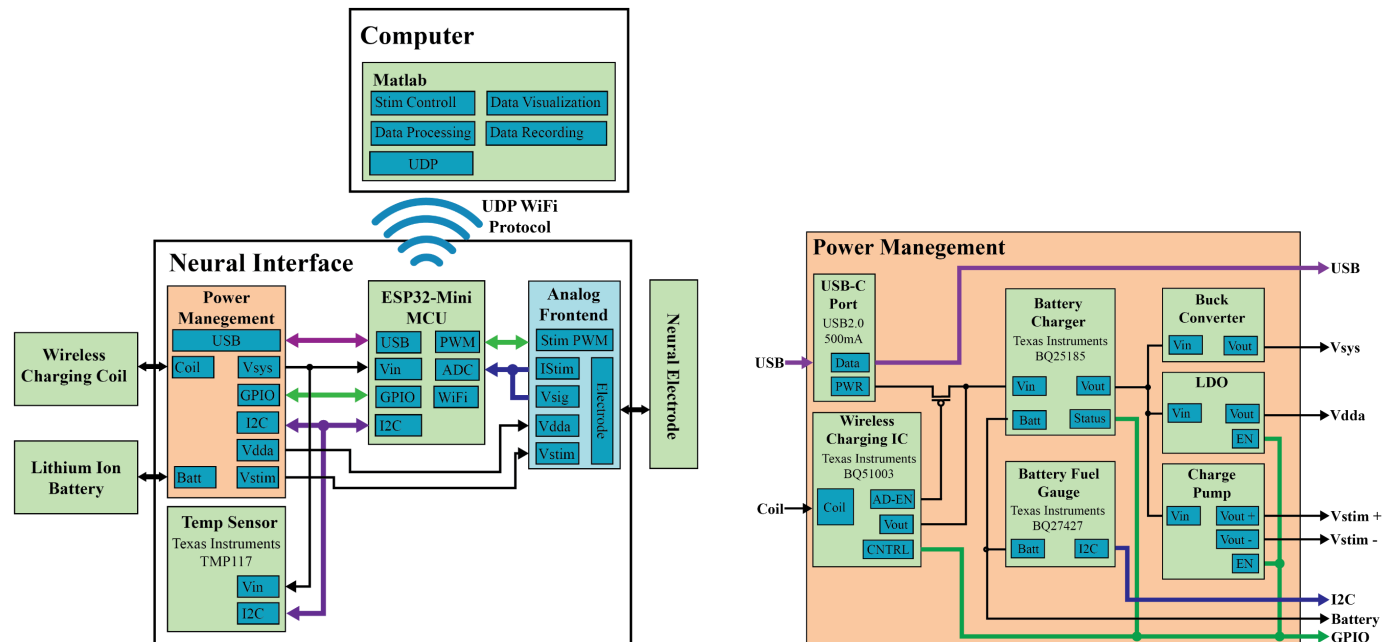 Computer
Matlab
Stim Controll
Data Visualization
Data Processing
Data Recording
UDP
UDP WiFi
Protocol
Neural Interface
Wireless
Charging Coil
Lithium Ion
Battery
Power
Manegement
USB
Coil
Vsys
GPIO
I2C
Vdda
Batt
Vstim
Temp Sensor
Texas Instruments
TMP117
Vin
I2C
ESP32-Mini
MCU
USB
PWM
Vin
ADC
GPIO
WiFi
I2C
Analog
Frontend
Stim PWM
IStim
Vsig
Vdda
Vstim
Electrode
Neural Electrode
Power Manegement
USB
Coil
USB-C
Port
USB2.0
500mA
Data
PWR
Wireless
Charging IC
Texas Instruments
BQ51003
Coil
AD-EN
Vout
CNTRL
Battery
Charger
Texas Instruments
BQ25185
Vin
Vout
Batt
Status
Battery Fuel
Gauge
Texas Instruments
BQ27427
Batt
I2C
Buck
Converter
Vin
Vout
LDO
Vin
Vout
EN
Charge
Pump
Vin
Vout +
Vout -
EN
USB
Vsys
Vdda
Vstim +
Vstim -
I2C
Battery
GPIO